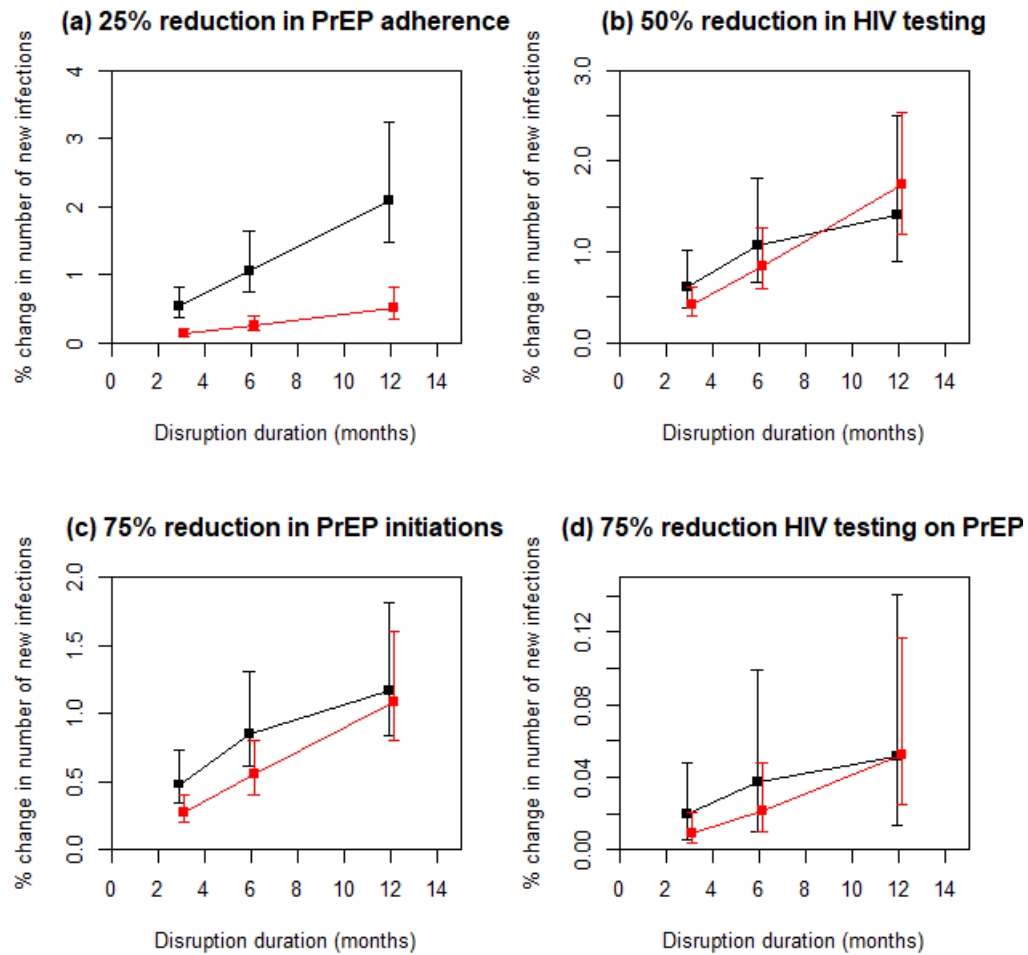 (a) 25% reduction in PrEP adherence
% change in number of new infections
4
3
2
1
0
0 2 4 6 8 10 12 14
Disruption duration (months)
(b) 50% reduction in HIV testing
% change in number of new infections
3.0
2.0
1.0
0.0
0 2 4 6 8 10 12 14
Disruption duration (months)
(c) 75% reduction in PrEP initiations
% change in number of new infections
2.0
1.5
1.0
0.5
0.0
0 2 4 6 8 10 12 14
Disruption duration (months)
(d) 75% reduction HIV testing on PrEP
% change in number of new infections
0.12
0.08
0.04
0.00
0 2 4 6 8 10 12 14
Disruption duration (months)